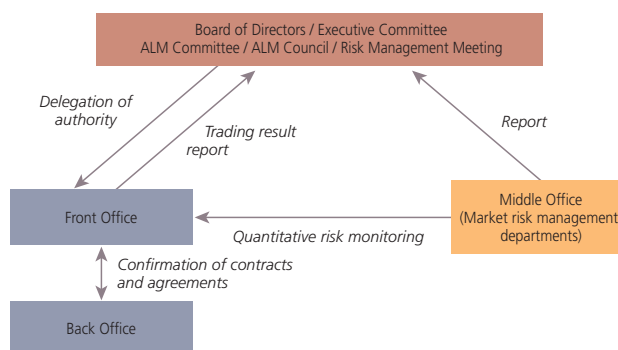 Board of Directors / Executive Committee
ALM Committee / ALM Council / Risk Management Meeting
Delegation of
authority
Trading result
report
Report
Front Office
Middle Office
(Market risk management
departments)
Quantitative risk monitoring
Confirmation of contracts
and agreements
Back Office